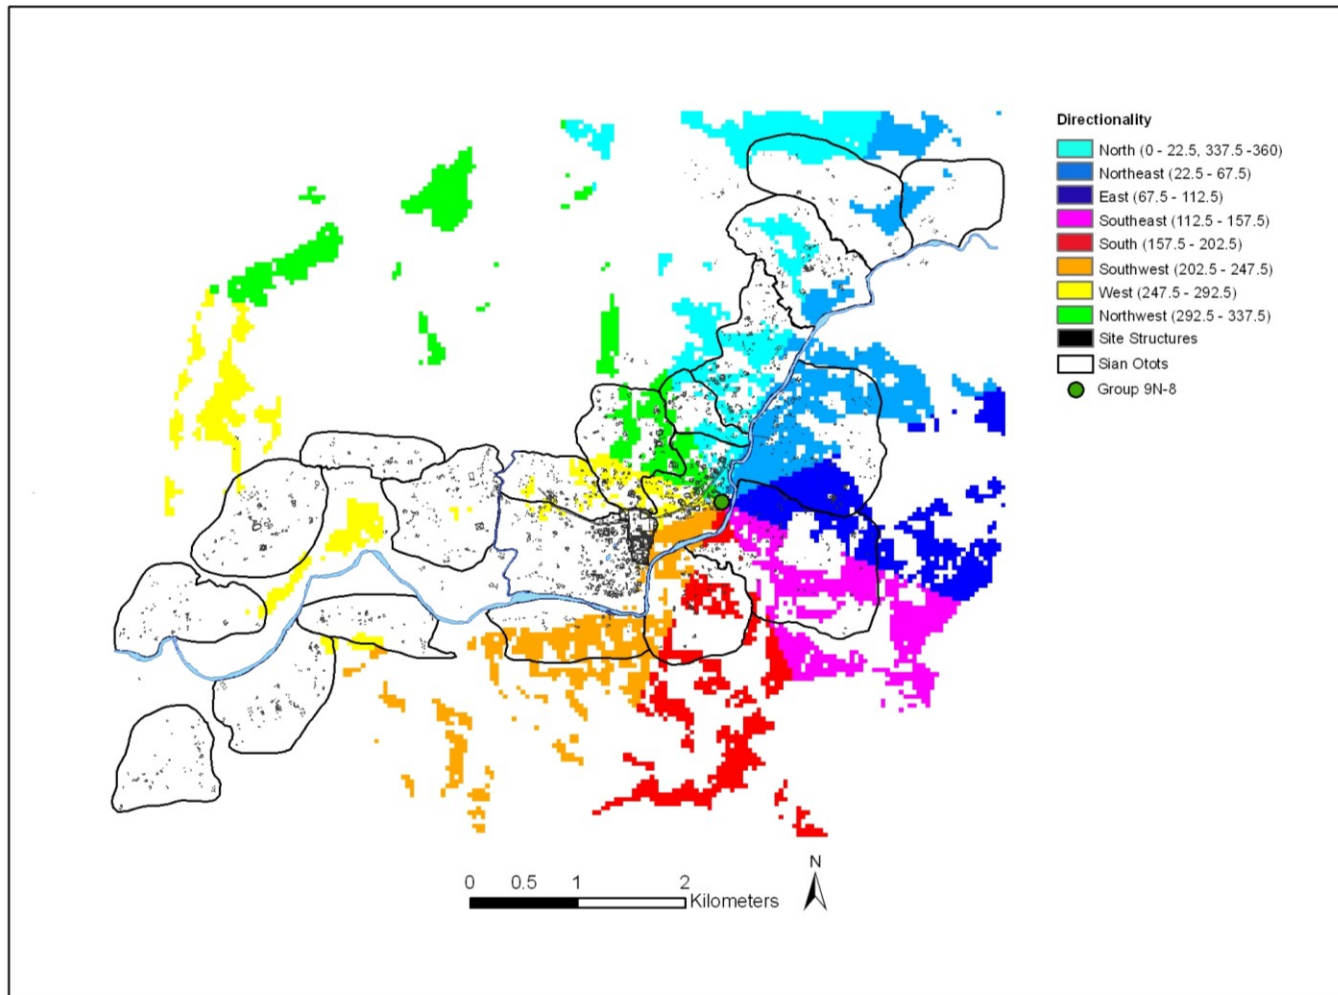 Directionality
North (0 - 22.5, 337.5 -360)
Northeast (22.5 - 67.5)
East (67.5 - 112.5)
Southeast (112.5 - 157.5)
South (157.5 - 202.5)
Southwest (202.5 - 247.5)
West (247.5 - 292.5)
Northwest (292.5 - 337.5)
Site Structures
Sian Otots
Group 9N-8
N
0 0.5 1 2
Kilometers